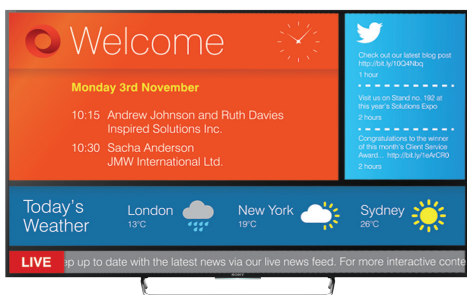 Welcome
Monday 3rd November
10:15 Andrew Johnson and Ruth Davies
Inspired Solutions Inc.
10:30 Sacha Anderson
JMW International Ltd.
Check out our latest blog post
http://bit.ly/10Q4Nbq
1 hour
Visit us on Stand no. 192 at
this year's Solutions Expo
2 hours
Congratulations to the winner
of this month's Client Service
Award... http://bit.ly/1eArCR0
2 hours
Today's
Weather
London
13°C
New York
19°C
Sydney
26°C
LIVE ep up to date with the latest news via our live news feed. For more interactive conte
SONY